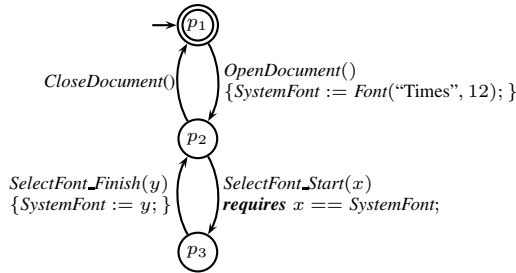 p1
CloseDocument()
OpenDocument()
{SystemFont := Font(“Times”, 12); }
p2
SelectFont_Finish(y)
{SystemFont := y; }
SelectFont_Start(x)
requires x == SystemFont;
p3